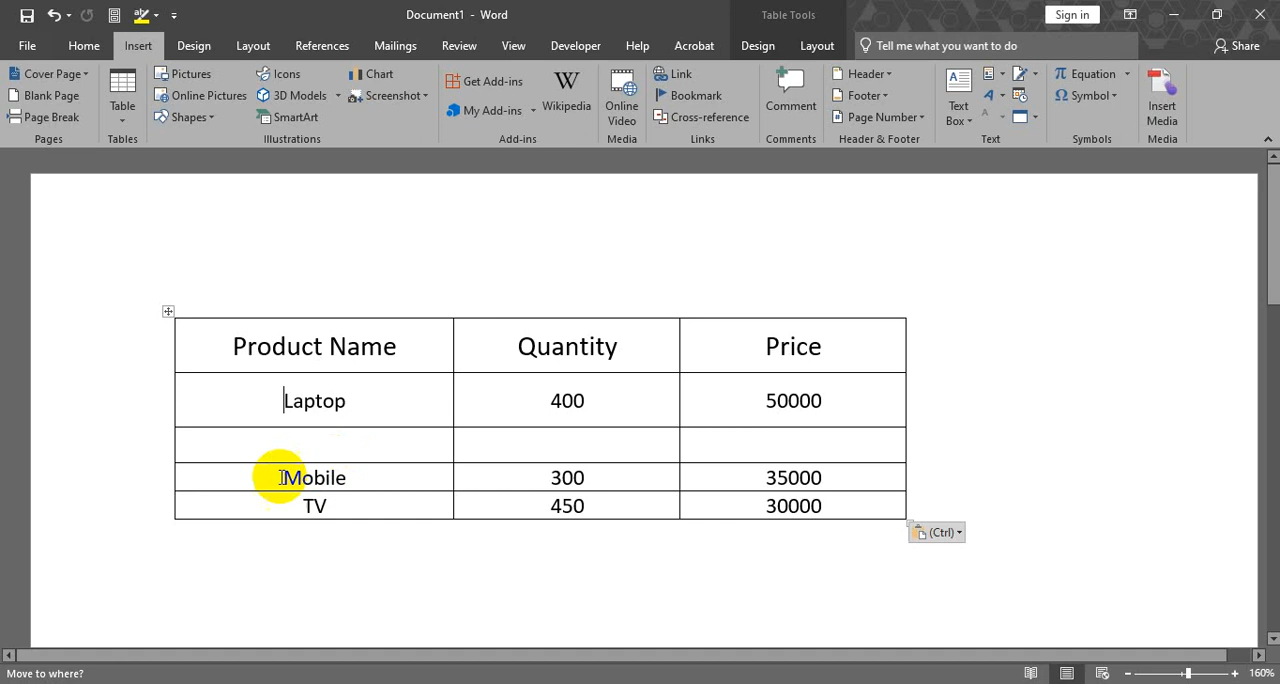 ab
Document1 - Word
Table Tools
Sign in
File Home Insert Design Layout References Mailings Review View Developer Help Acrobat Design Layout Tell me what you want to do Share
Cover Page
Blank Page
Page Break
Pages
Table
Tables
Pictures
Online Pictures
Shapes
Icons
3D Models
SmartArt
Chart
Screenshot
Illustrations
Get Add-ins
My Add-ins
W
Wikipedia
Add-ins
Online
Video
Media
Link
Bookmark
Cross-reference
Links
Comment
Comments
Header
Footer
Page Number
Header & Footer
A
Text
Box
A
A
Text
π Equation
Ω Symbol
Symbols
Insert
Media
Media
Product Name Quantity Price
Laptop 400 50000
Mobile 300 35000
TV 450 30000
(Ctrl)
Move to where?
160%